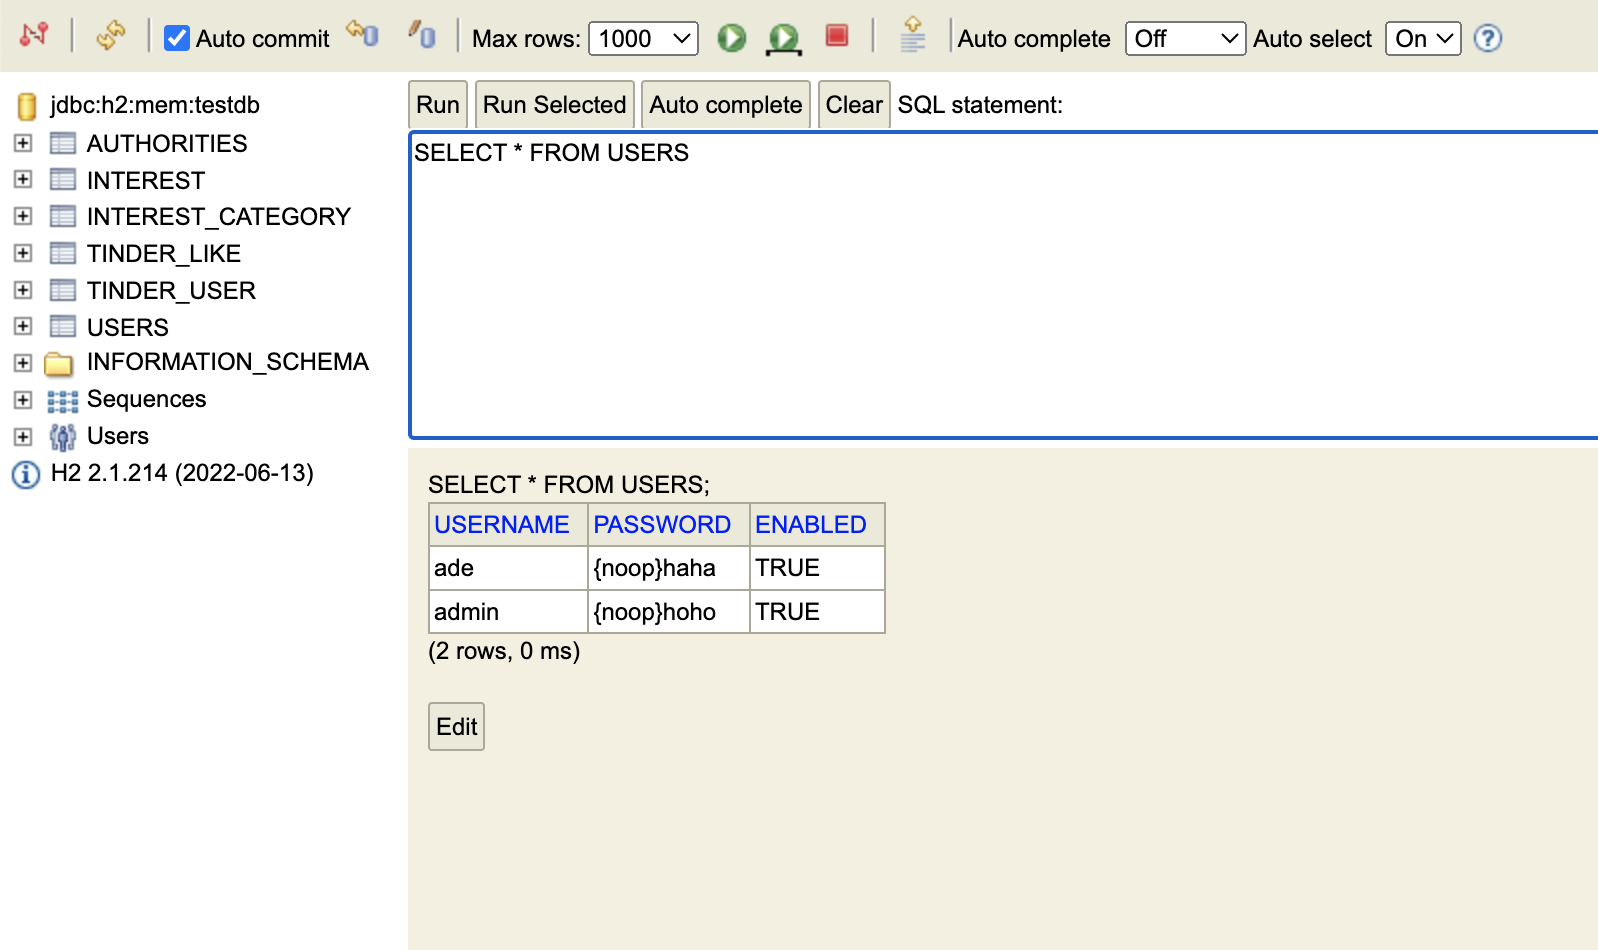 Auto commit Max rows: 1000 Auto complete Off Auto select On ?
jdbc:h2:mem:testdb
AUTHORITIES
INTEREST
INTEREST_CATEGORY
TINDER_LIKE
TINDER_USER
USERS
INFORMATION_SCHEMA
Sequences
Users
H2 2.1.214 (2022-06-13)
Run Run Selected Auto complete Clear SQL statement:
SELECT * FROM USERS
SELECT * FROM USERS;
USERNAME PASSWORD ENABLED
ade {noop}haha TRUE
admin {noop}hoho TRUE
(2 rows, 0 ms)
Edit